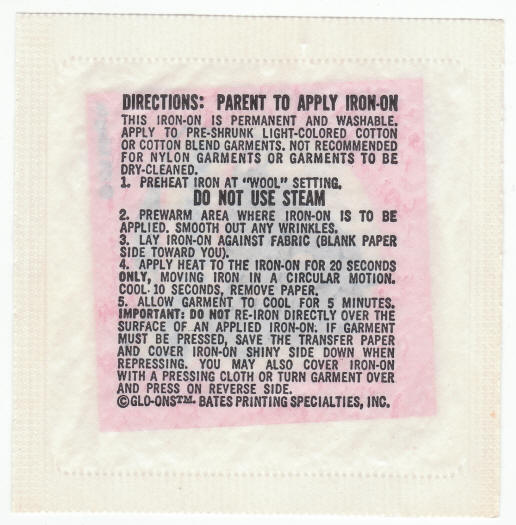 DIRECTIONS: PARENT TO APPLY IRON-ON
THIS IRON-ON IS PERMANENT AND WASHABLE.
APPLY TO PRE-SHRUNK LIGHT-COLORED COTTON
OR COTTON BLEND GARMENTS. NOT RECOMMENDED
FOR NYLON GARMENTS OR GARMENTS TO BE
DRY-CLEANED.
1. PREHEAT IRON AT "WOOL" SETTING.
DO NOT USE STEAM
2. PREWARM AREA WHERE IRON-ON IS TO BE
APPLIED. SMOOTH OUT ANY WRINKLES.
3. LAY IRON-ON AGAINST FABRIC (BLANK PAPER
SIDE TOWARD YOU).
4. APPLY HEAT TO THE IRON-ON FOR 20 SECONDS
ONLY, MOVING IRON IN A CIRCULAR MOTION.
COOL 10 SECONDS, REMOVE PAPER.
5. ALLOW GARMENT TO COOL FOR 5 MINUTES.
IMPORTANT: DO NOT RE-IRON DIRECTLY OVER THE
SURFACE OF AN APPLIED IRON-ON. IF GARMENT
MUST BE PRESSED, SAVE THE TRANSFER PAPER
AND COVER IRON-ON SHINY SIDE DOWN WHEN
REPRESSING. YOU MAY ALSO COVER IRON-ON
WITH A PRESSING CLOTH OR TURN GARMENT OVER
AND PRESS ON REVERSE SIDE.
©GLO-ONS™· BATES PRINTING SPECIALTIES, INC.